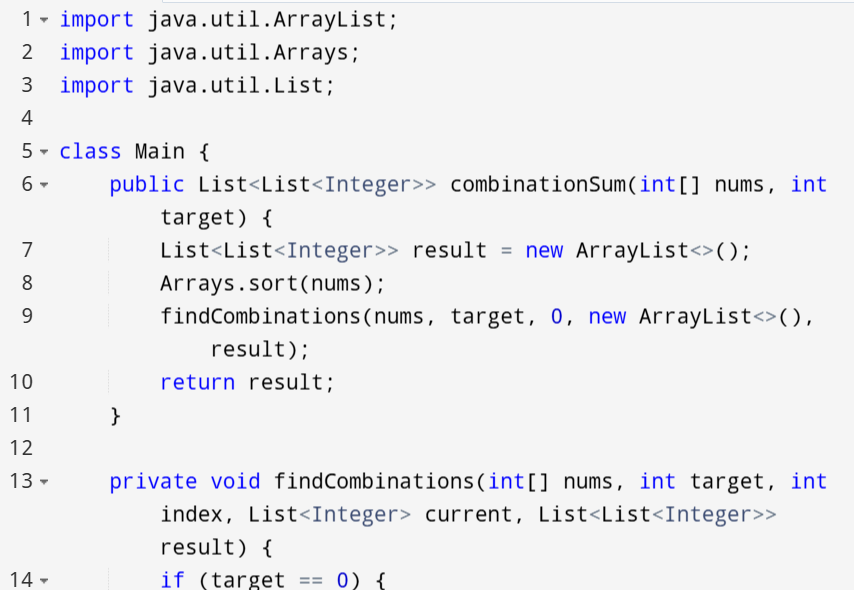 1 import java.util.ArrayList;
2 import java.util.Arrays;
3 import java.util.List;
4
5 class Main {
6 public List<List<Integer>> combinationSum(int[] nums, int
target) {
7 List<List<Integer>> result = new ArrayList<>();
8 Arrays.sort(nums);
9 findCombinations(nums, target, 0, new ArrayList<>(),
result);
10 return result;
11 }
12
13 private void findCombinations(int[] nums, int target, int
index, List<Integer> current, List<List<Integer>>
result) {
14 if (target == 0) {